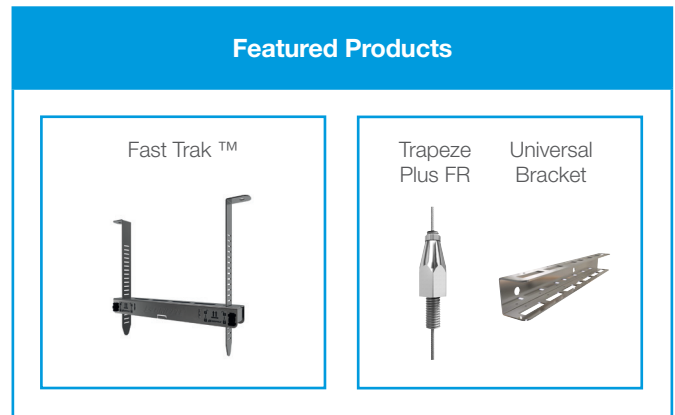 Featured Products
Fast Trak ™
Trapeze
Plus FR
Universal
Bracket